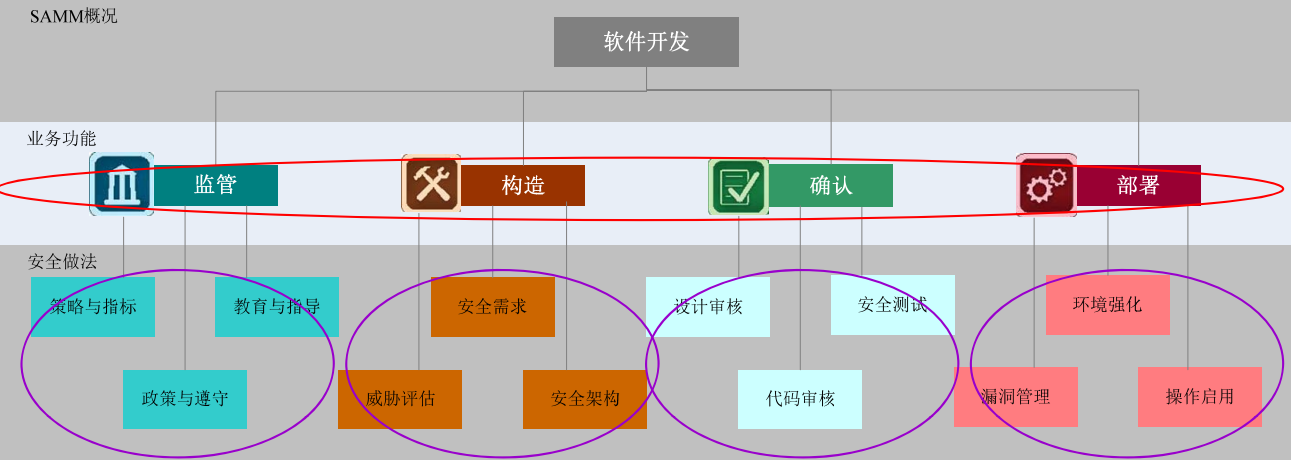 SAMM概况
软件开发
业务功能
监管
构造
确认
部署
安全做法
策略与指标
教育与指导
安全需求
设计审核
安全测试
环境强化
政策与遵守
威胁评估
安全架构
代码审核
漏洞管理
操作启用